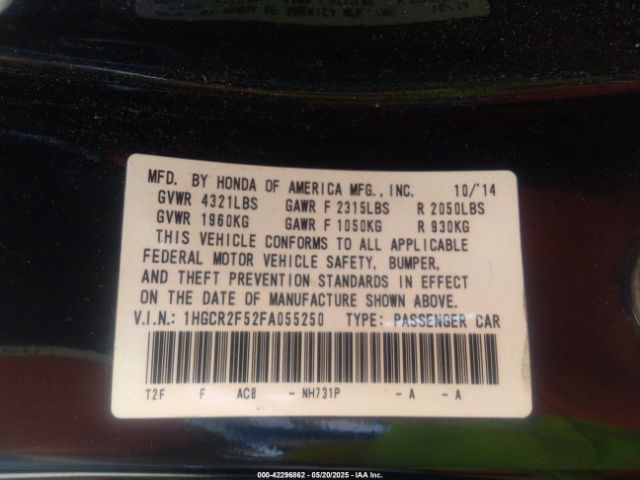 MFD. BY HONDA OF AMERICA MFG., INC. 10/'14
GVWR 4321LBS GAWR F 2315LBS R 2050LBS
GVWR 1960KG GAWR F 1050KG R 930KG
THIS VEHICLE CONFORMS TO ALL APPLICABLE
FEDERAL MOTOR VEHICLE SAFETY, BUMPER,
AND THEFT PREVENTION STANDARDS IN EFFECT
ON THE DATE OF MANUFACTURE SHOWN ABOVE.
V.I.N.: 1HGCR2F52FA055250 TYPE: PASSENGER CAR
T2F F AC8 - NH731P - A - A
000-42296862 - 05/20/2025 - IAA Inc.